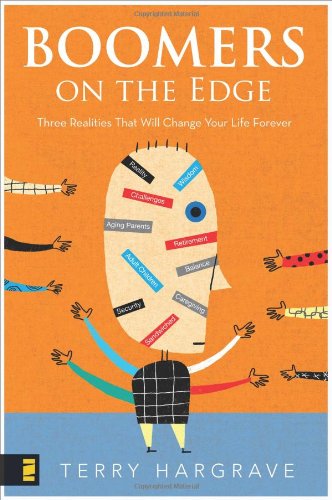 BOOMERS
ON THE EDGE
Three Realities That Will Change Your Life Forever
Reality
Wisdom
Challenges
Aging Parents
Retirement
Adult Children
Balance
Security
Caregiving
Sandwiched
TERRY HARGRAVE